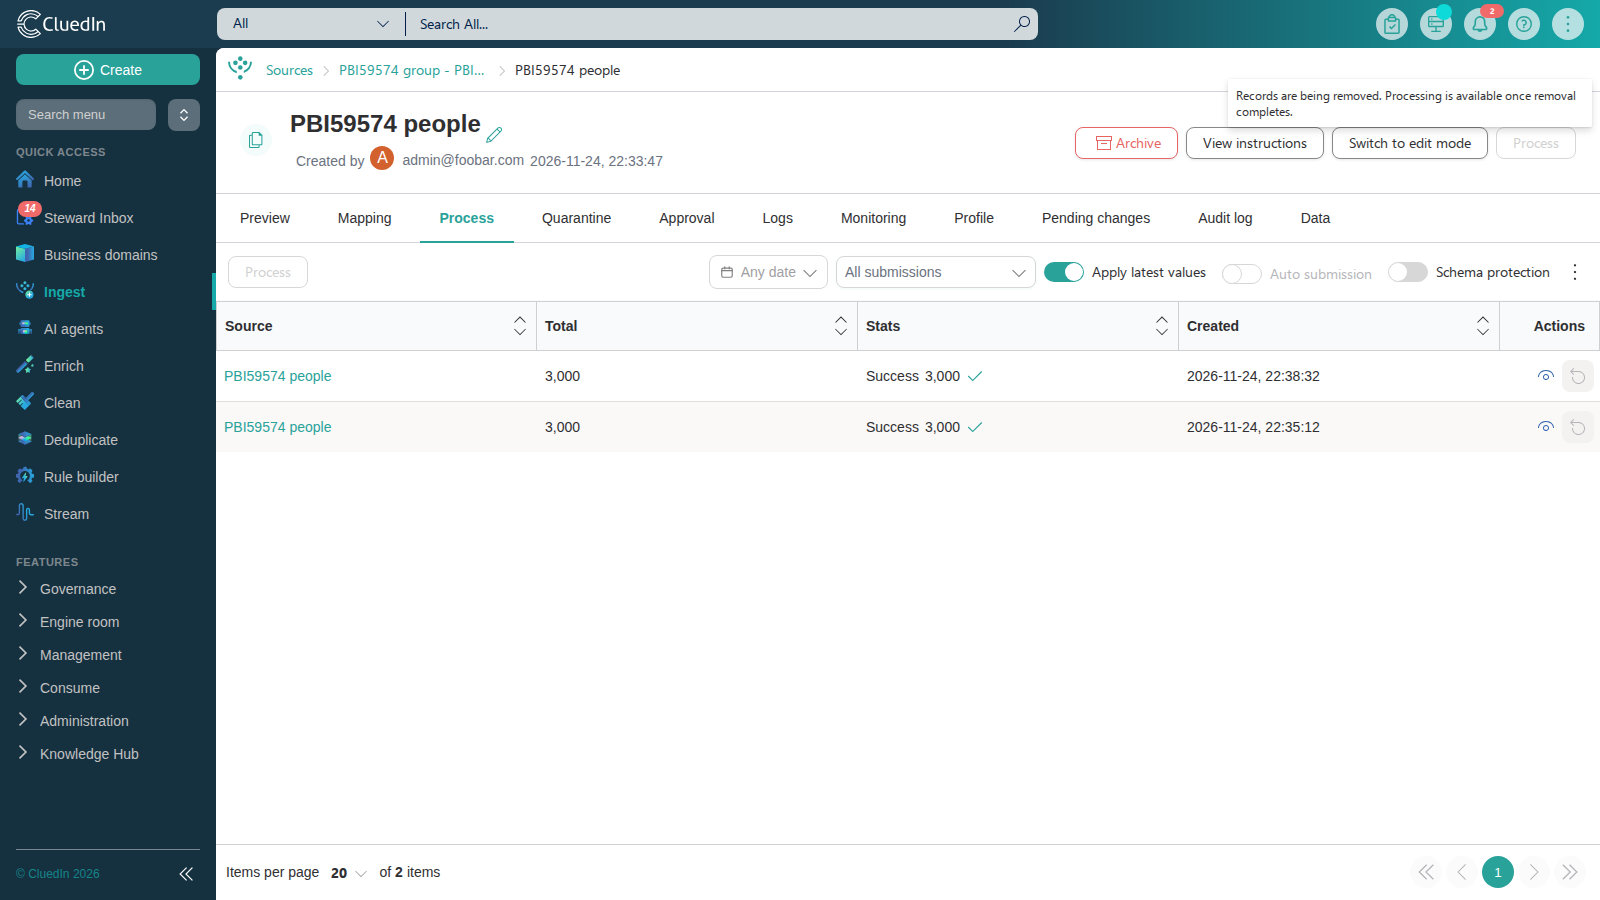 CluedIn
All
Search All...
2
Create
Search menu
QUICK ACCESS
Home
14
Steward Inbox
Business domains
Ingest
AI agents
Enrich
Clean
Deduplicate
Rule builder
Stream
FEATURES
Governance
Engine room
Management
Consume
Administration
Knowledge Hub
© CluedIn 2026
Sources
PBI59574 group - PBI...
PBI59574 people
Records are being removed. Processing is available once removal
completes.
PBI59574 people
Created by A admin@foobar.com 2026-11-24, 22:33:47
Archive
View instructions
Switch to edit mode
Process
Preview
Mapping
Process
Quarantine
Approval
Logs
Monitoring
Profile
Pending changes
Audit log
Data
Process
Any date
All submissions
Apply latest values
Auto submission
Schema protection
Source Total Stats Created Actions
PBI59574 people 3,000 Success 3,000 2026-11-24, 22:38:32
PBI59574 people 3,000 Success 3,000 2026-11-24, 22:35:12
Items per page 20 of 2 items
1